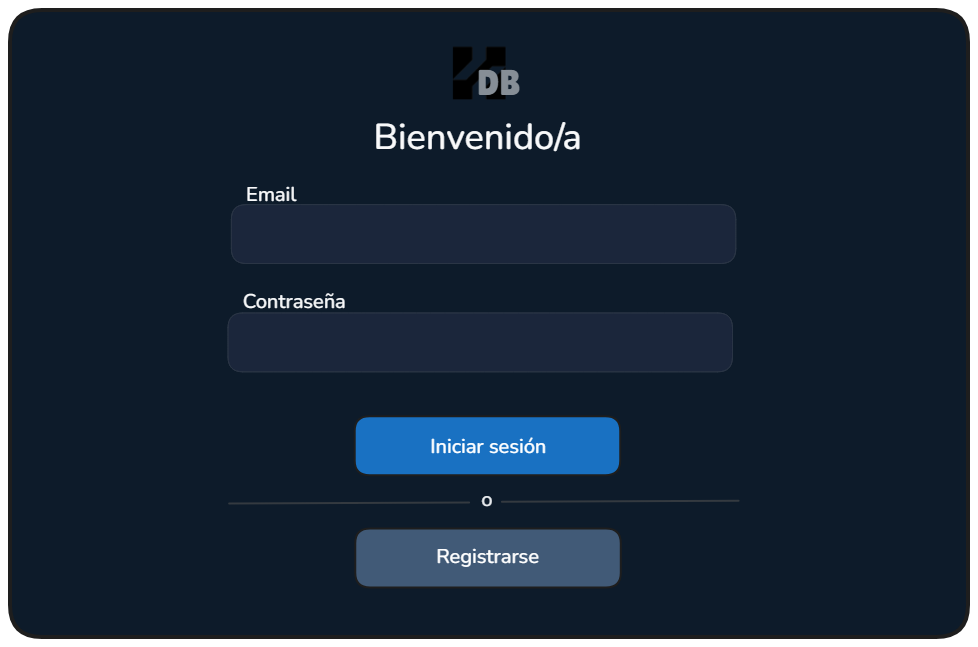 DB
Bienvenido/a
Email
Contraseña
Iniciar sesión
o
Registrarse